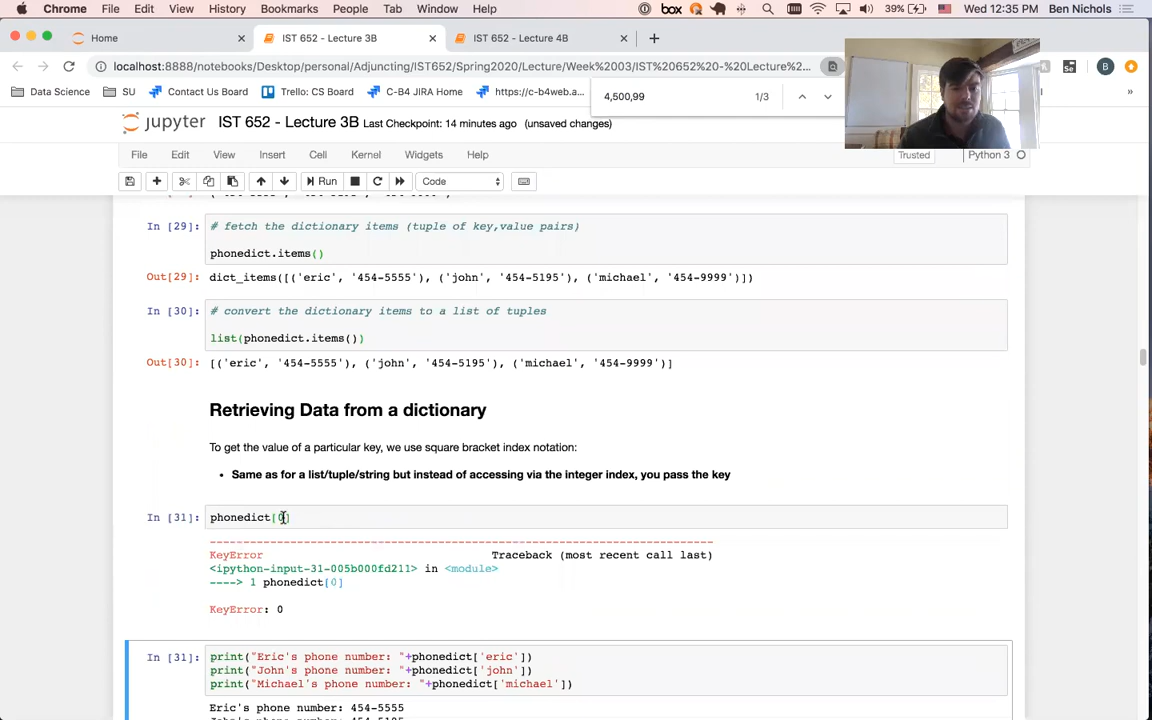 Chrome File Edit View History Bookmarks People Tab Window Help box 39% Wed 12:35 PM Ben Nichols
Home IST 652 - Lecture 3B IST 652 - Lecture 4B
localhost:8888/notebooks/Desktop/personal/Adjuncting/IST652/Spring2020/Lecture/Week%2003/IST%20652%20-%20Lecture%2...
B
Data Science SU Contact Us Board Trello: CS Board C-B4 JIRA Home https://c-b4web.a...
4,500,99 1/3
jupyter IST 652 - Lecture 3B Last Checkpoint: 14 minutes ago (unsaved changes)
File Edit View Insert Cell Kernel Widgets Help Trusted Python 3
Run Code
In [29]: # fetch the dictionary items (tuple of key,value pairs)
phonedict.items()
Out[29]: dict_items([('eric', '454-5555'), ('john', '454-5195'), ('michael', '454-9999')])
In [30]: # convert the dictionary items to a list of tuples
list(phonedict.items())
Out[30]: [('eric', '454-5555'), ('john', '454-5195'), ('michael', '454-9999')]
Retrieving Data from a dictionary
To get the value of a particular key, we use square bracket index notation:
• Same as for a list/tuple/string but instead of accessing via the integer index, you pass the key
In [31]: phonedict[0]
---------------------------------------------------------------------------
KeyError Traceback (most recent call last)
<ipython-input-31-005b000fd211> in <module>
----> 1 phonedict[0]
KeyError: 0
In [31]: print("Eric's phone number: "+phonedict['eric'])
print("John's phone number: "+phonedict['john'])
print("Michael's phone number: "+phonedict['michael'])
Eric's phone number: 454-5555